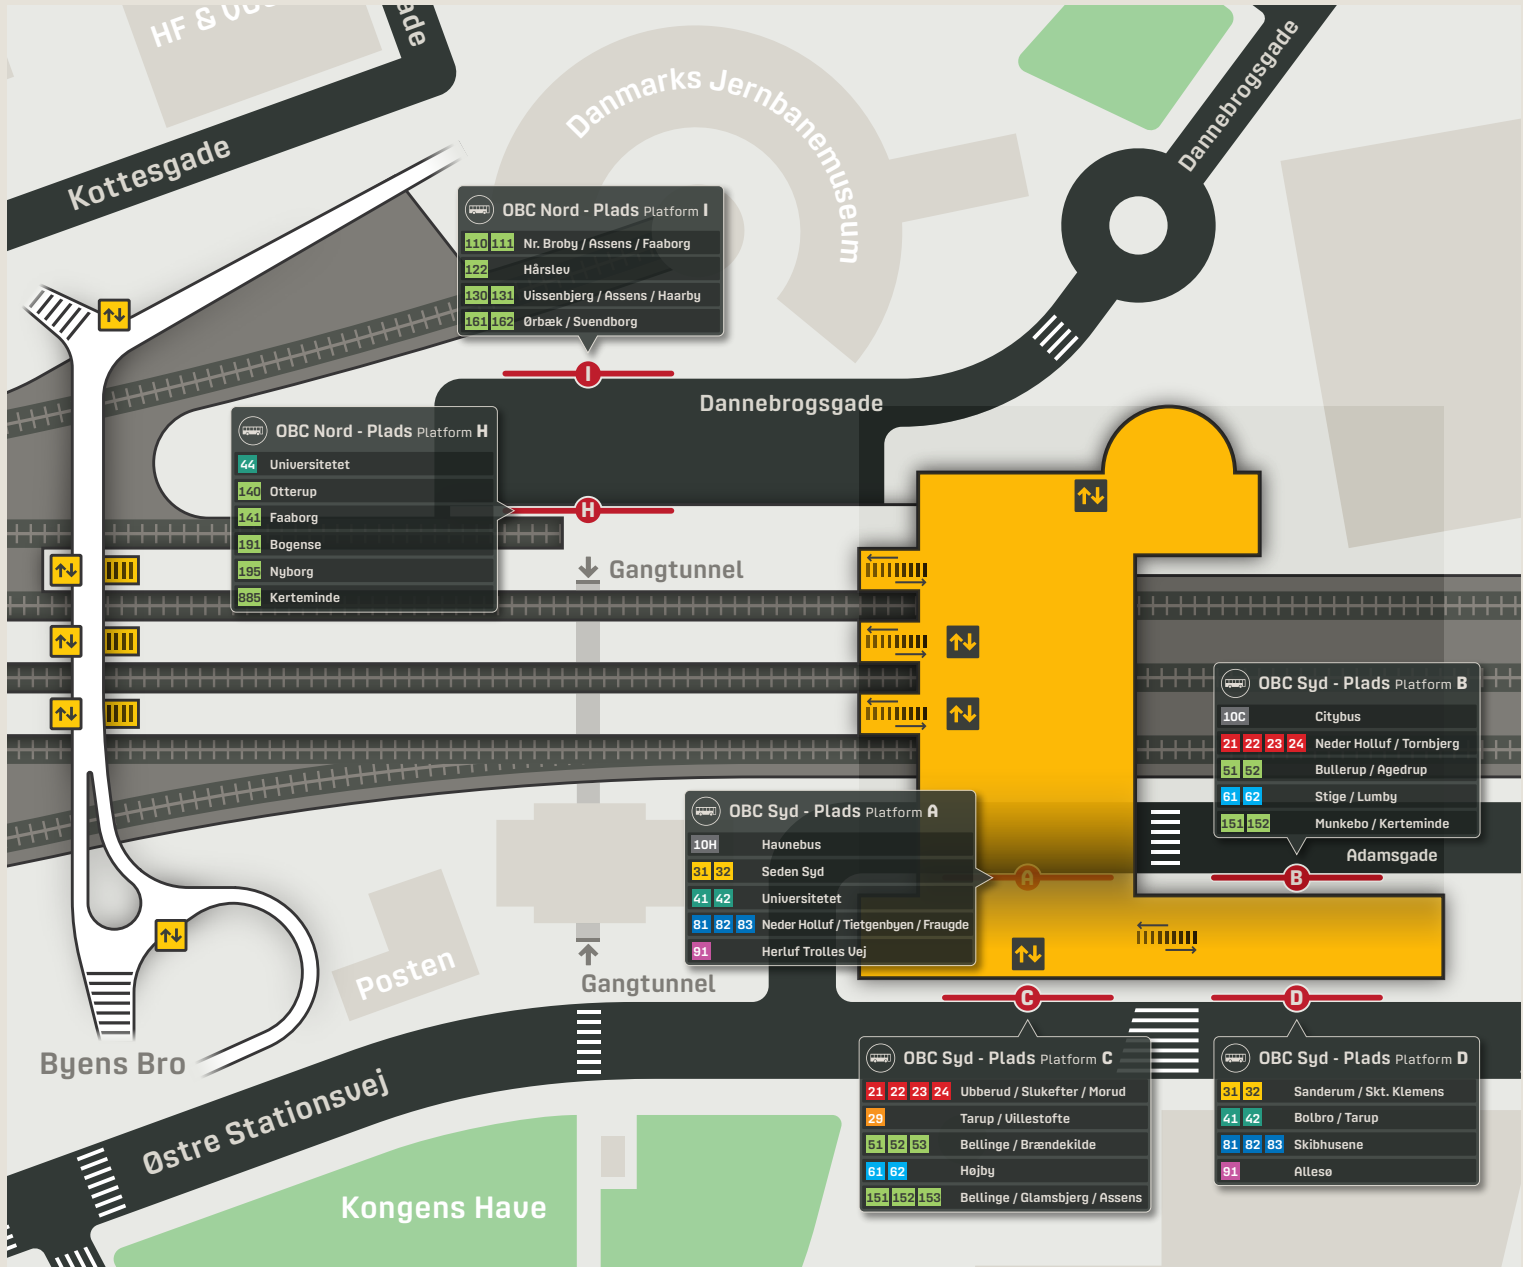 HF &
ade
Kottesgade
Danmarks Jernbanemuseum
Dannebrogsgade
OBC Nord - Plads Platform I
110 111 Nr. Broby / Assens / Faaborg
122 Hårslev
130 131 Vissenbjerg / Assens / Haarby
161 162 Ørbæk / Svendborg
I
Dannebrogsgade
OBC Nord - Plads Platform H
44 Universitetet
140 Otterup
141 Faaborg
191 Bogense
195 Nyborg
885 Kerteminde
H
Gangtunnel
OBC Syd - Plads Platform B
10C Citybus
21 22 23 24 Neder Holluf / Tornbjerg
51 52 Bullerup / Agedrup
61 62 Stige / Lumby
151 152 Munkebo / Kerteminde
Adamsgade
B
OBC Syd - Plads Platform A
10H Havnebus
31 32 Seden Syd
41 42 Universitetet
81 82 83 Neder Holluf / Tietgenbyen / Fraugde
91 Herluf Trolles Vej
A
Posten
Gangtunnel
C
D
Byens Bro
Østre Stationsvej
OBC Syd - Plads Platform C
21 22 23 24 Ubberud / Slukefter / Morud
29 Tarup / Villestofte
51 52 53 Bellinge / Brændekilde
61 62 Højby
151 152 153 Bellinge / Glamsbjerg / Assens
OBC Syd - Plads Platform D
31 32 Sanderum / Skt. Klemens
41 42 Bolbro / Tarup
81 82 83 Skibhusene
91 Allesø
Kongens Have